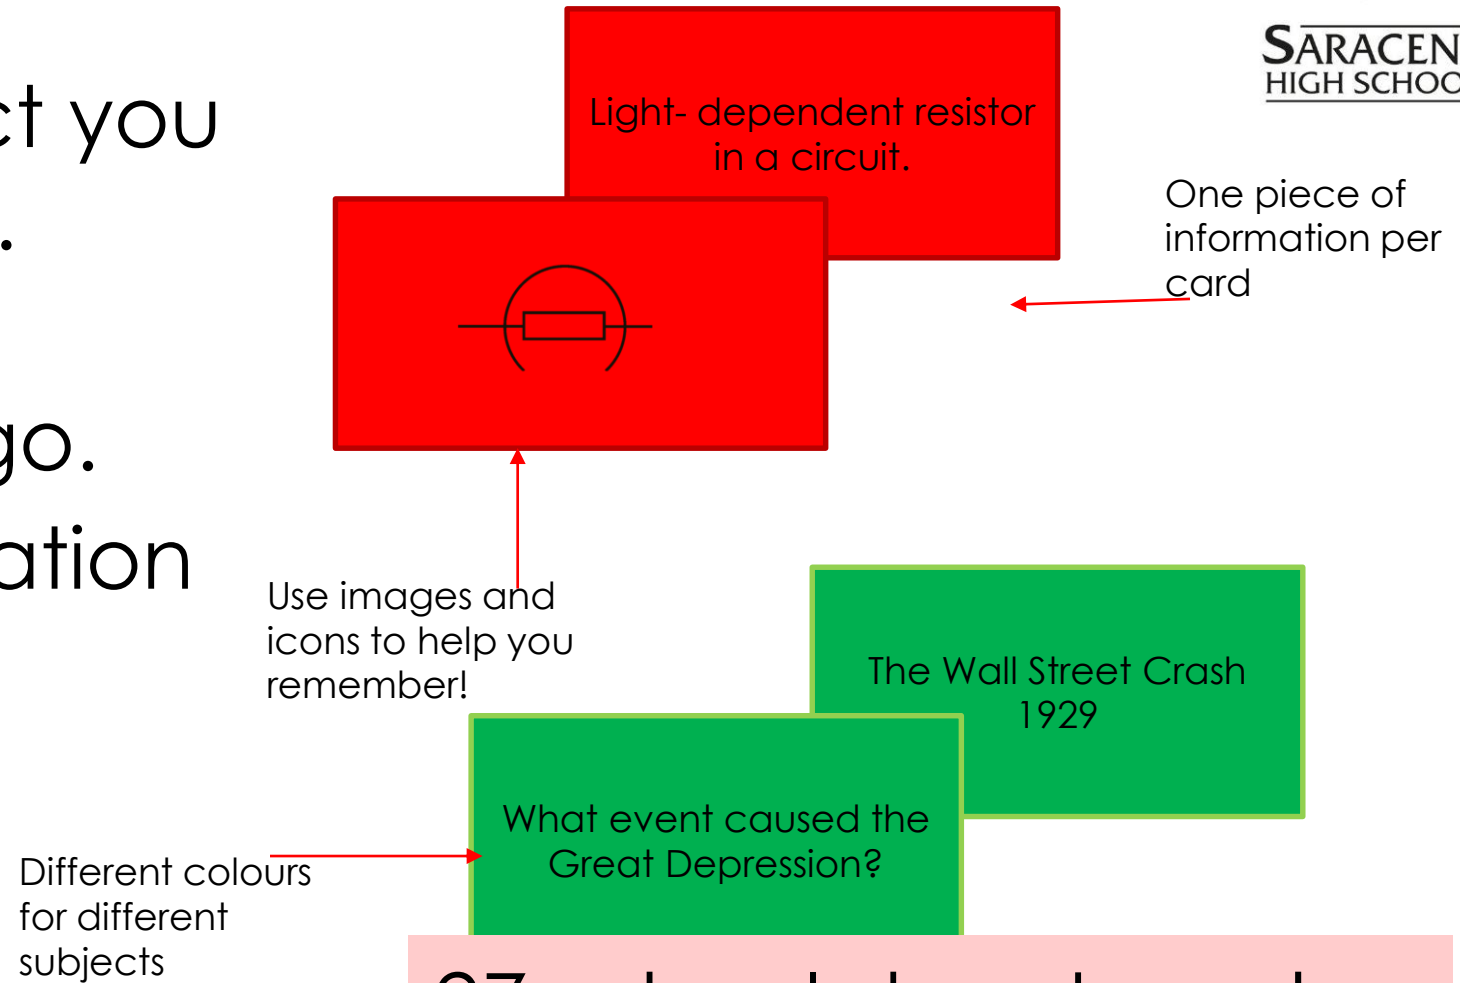 SARACEN
HIGH SCHOO
ct you
.
go.
ation
Light- dependent resistor
in a circuit.
One piece of
information per
card
Use images and
icons to help you
remember!
The Wall Street Crash
1929
What event caused the
Great Depression?
Different colours
for different
subjects